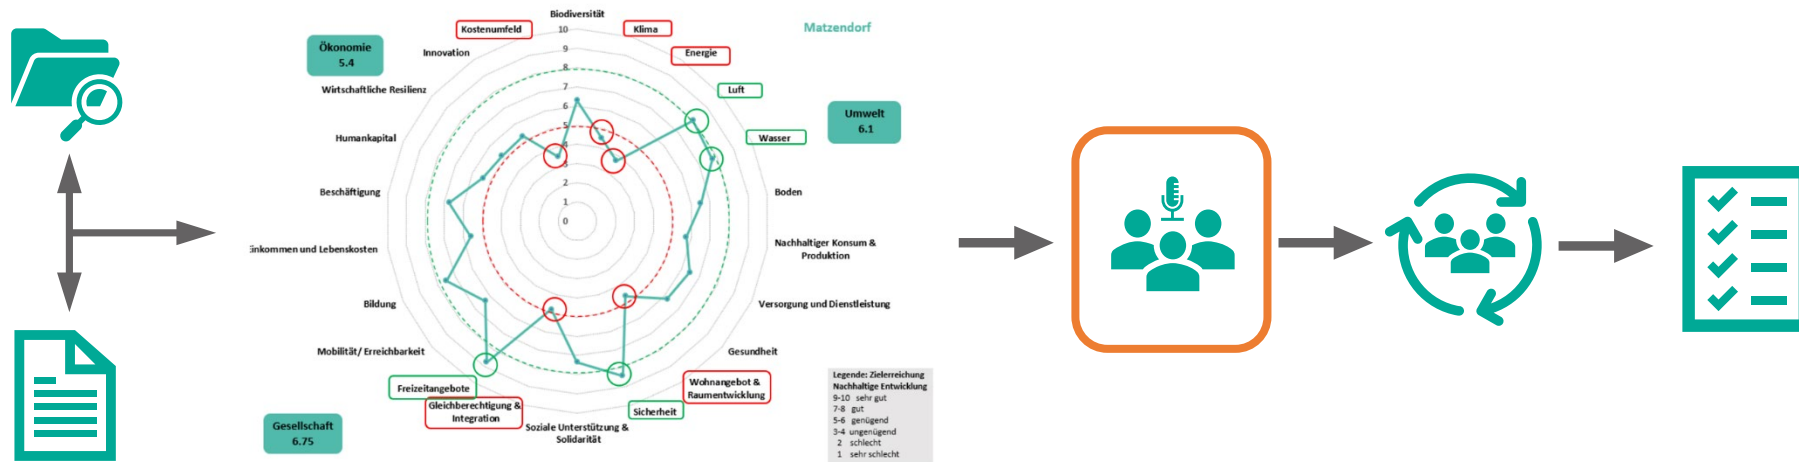 Biodiversität
Kostenumfeld
Klima
Matzendorf
Innovation
Energie
Ökonomie
5.4
Wirtschaftliche Resilienz
Luft
Umwelt
6.1
Humankapital
Wasser
Beschäftigung
Boden
Einkommen und Lebenskosten
Nachhaltiger Konsum &
Produktion
Bildung
Versorgung und Dienstleistung
Mobilität/ Erreichbarkeit
Gesundheit
Freizeitangebote
Wohnangebot &
Raumentwicklung
Gleichberechtigung &
Integration
Sicherheit
Soziale Unterstützung &
Solidarität
Gesellschaft
6.75
10
9
8
7
6
5
4
3
2
1
0
Legende: Zielerreichung
Nachhaltige Entwicklung
9-10 sehr gut
7-8 gut
5-6 genügend
3-4 ungenügend
2 schlecht
1 sehr schlecht